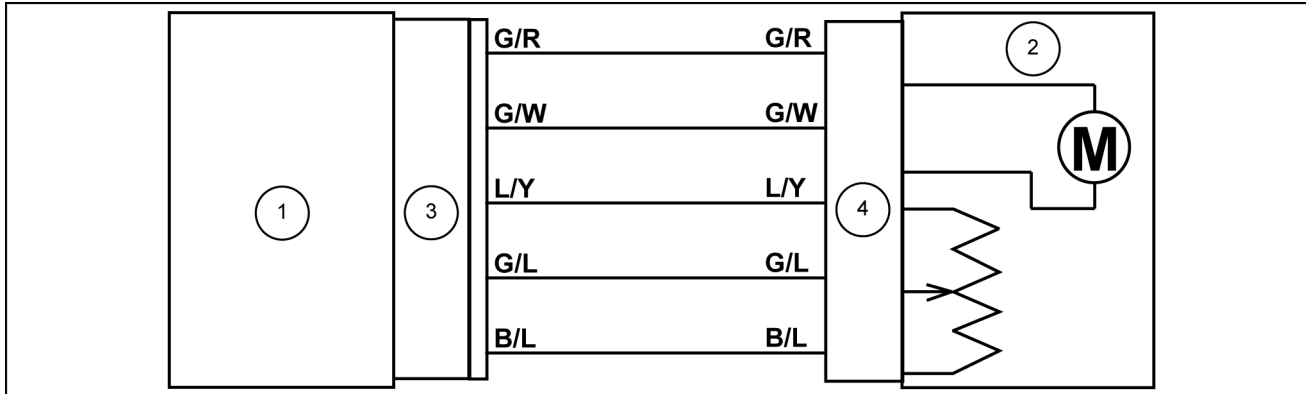 G/R G/R 2
G/W G/W M
L/Y L/Y
1 3 4
G/L G/L
B/L B/L